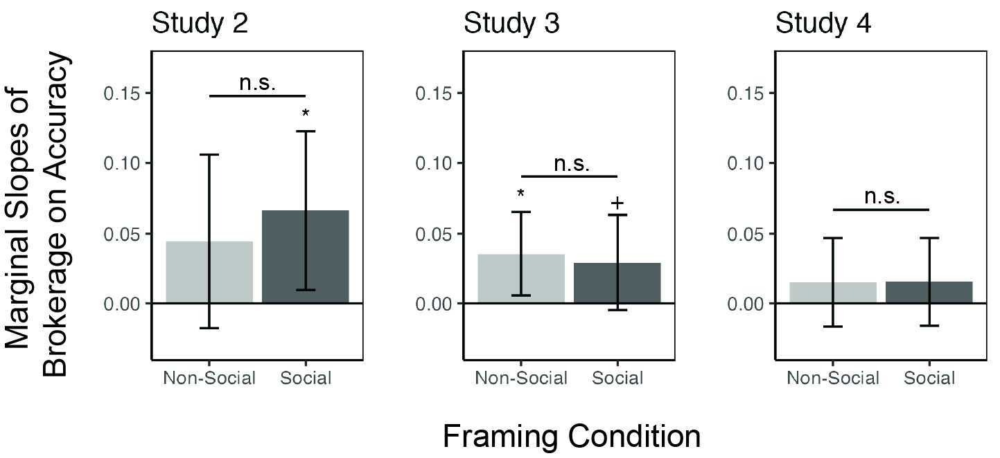 Study 2
Study 3
Study 4
Marginal Slopes of
Brokerage on Accuracy
0.15
0.10
0.05
0.00
n.s.
*
Non-Social
Social
0.15
0.10
0.05
0.00
n.s.
*
+
Non-Social
Social
0.15
0.10
0.05
0.00
n.s.
Non-Social
Social
Framing Condition